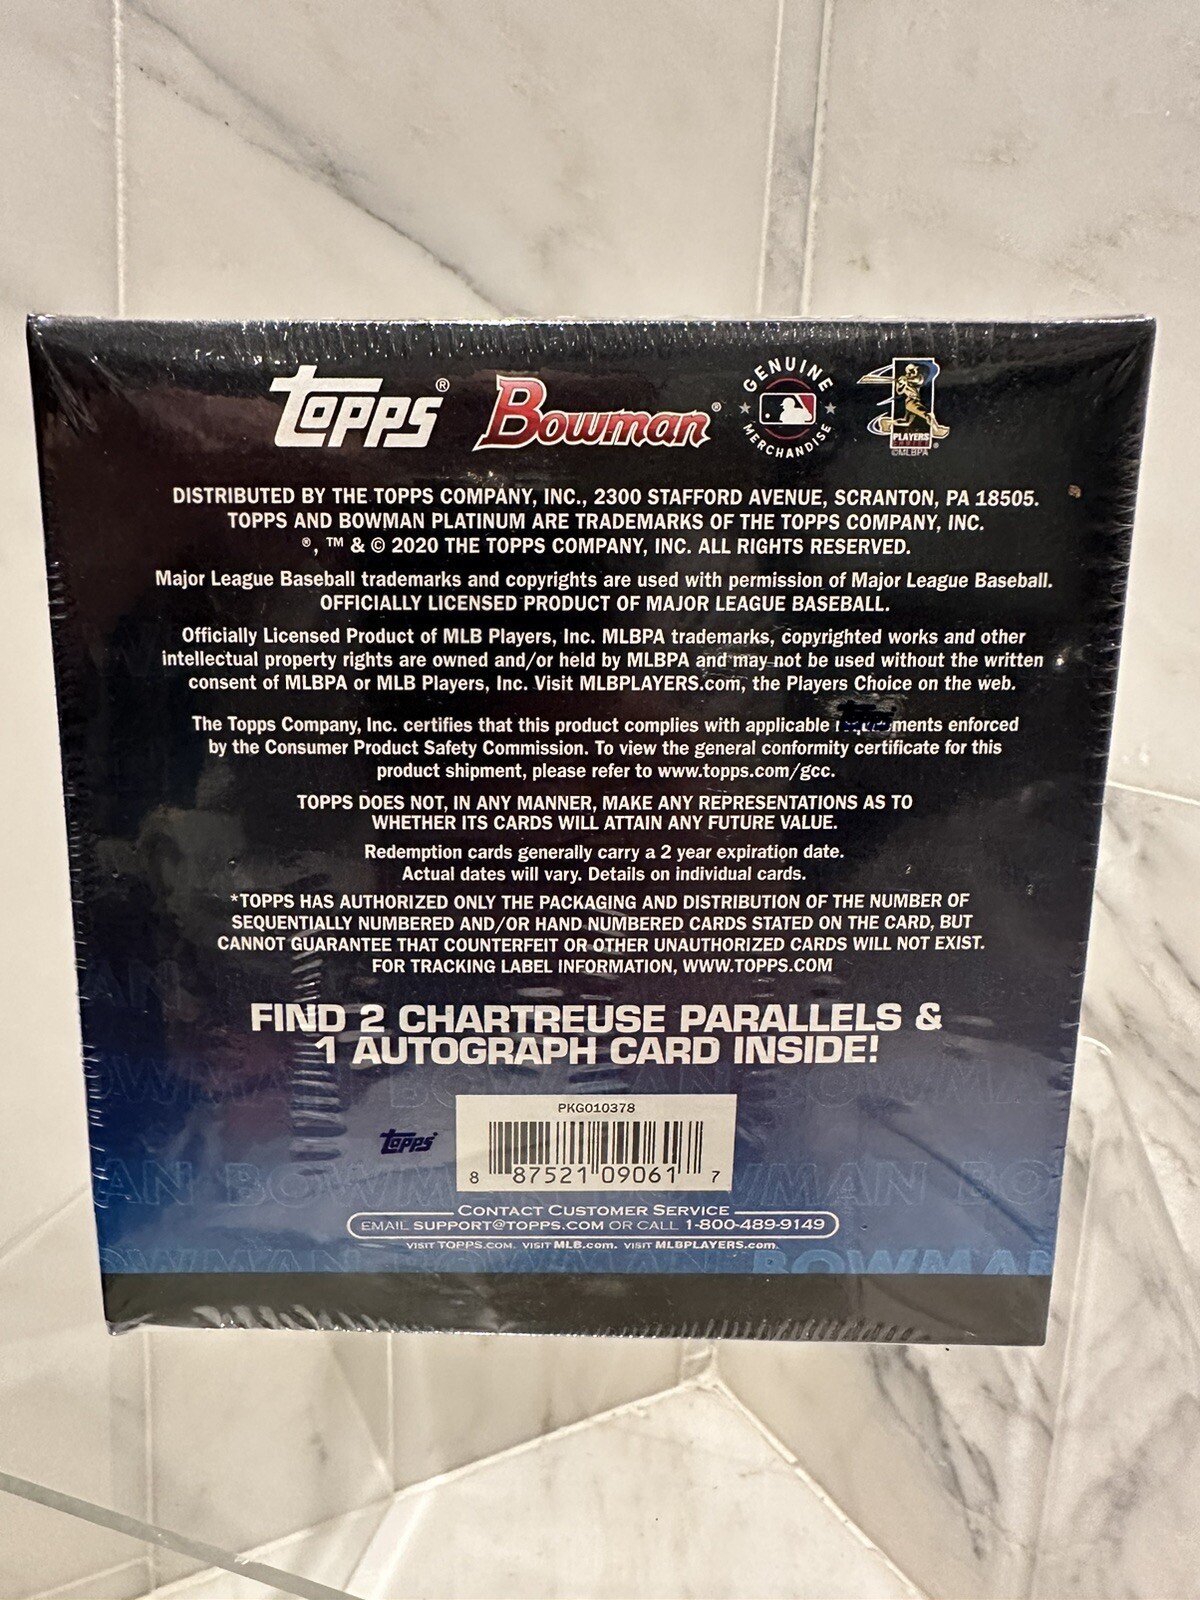 Topps®
Bowman®
GENUINE
MERCHANDISE
PLAYERS
CHOICE
©MLBPA
DISTRIBUTED BY THE TOPPS COMPANY, INC., 2300 STAFFORD AVENUE, SCRANTON, PA 18505.
TOPPS AND BOWMAN PLATINUM ARE TRADEMARKS OF THE TOPPS COMPANY, INC.
®, ™ & © 2020 THE TOPPS COMPANY, INC. ALL RIGHTS RESERVED.
Major League Baseball trademarks and copyrights are used with permission of Major League Baseball.
OFFICIALLY LICENSED PRODUCT OF MAJOR LEAGUE BASEBALL.
Officially Licensed Product of MLB Players, Inc. MLBPA trademarks, copyrighted works and other
intellectual property rights are owned and/or held by MLBPA and may not be used without the written
consent of MLBPA or MLB Players, Inc. Visit MLBPLAYERS.com, the Players Choice on the web.
The Topps Company, Inc. certifies that this product complies with applicable enforced
by the Consumer Product Safety Commission. To view the general conformity certificate for this
product shipment, please refer to www.topps.com/gcc.
TOPPS DOES NOT, IN ANY MANNER, MAKE ANY REPRESENTATIONS AS TO
WHETHER ITS CARDS WILL ATTAIN ANY FUTURE VALUE.
Redemption cards generally carry a 2 year expiration date.
Actual dates will vary. Details on individual cards.
*TOPPS HAS AUTHORIZED ONLY THE PACKAGING AND DISTRIBUTION OF THE NUMBER OF
SEQUENTIALLY NUMBERED AND/OR HAND NUMBERED CARDS STATED ON THE CARD, BUT
CANNOT GUARANTEE THAT COUNTERFEIT OR OTHER UNAUTHORIZED CARDS WILL NOT EXIST.
FOR TRACKING LABEL INFORMATION, WWW.TOPPS.COM
FIND 2 CHARTREUSE PARALLELS &
1 AUTOGRAPH CARD INSIDE!
PKG010378
Topps
8 87521 09061 7
BOWMAN BOWMAN
CONTACT CUSTOMER SERVICE
EMAIL SUPPORT@TOPPS.COM OR CALL 1-800-489-9149
VISIT TOPPS.COM. VISIT MLB.com. VISIT MLBPLAYERS.com.
BOWMAN